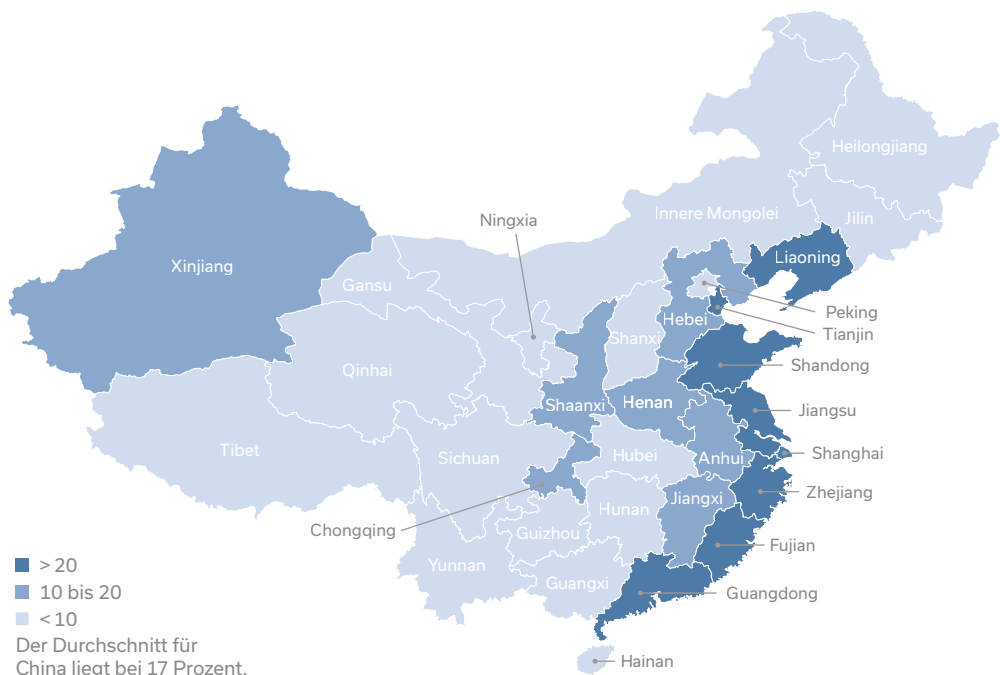 Heilongjiang
Innere Mongolei
Jilin
Ningxia
Liaoning
Xinjiang
Gansu
Peking
Hebei
Tianjin
Shanxi
Shandong
Qinhai
Shaanxi
Henan
Jiangsu
Tibet
Sichuan
Hubei
Anhui
Shanghai
Zhejiang
Jiangxi
Hunan
Chongqing
Guizhou
Fujian
Yunnan
Guangxi
Guangdong
Hainan
> 20
10 bis 20
< 10
Der Durchschnitt für
China liegt bei 17 Prozent.